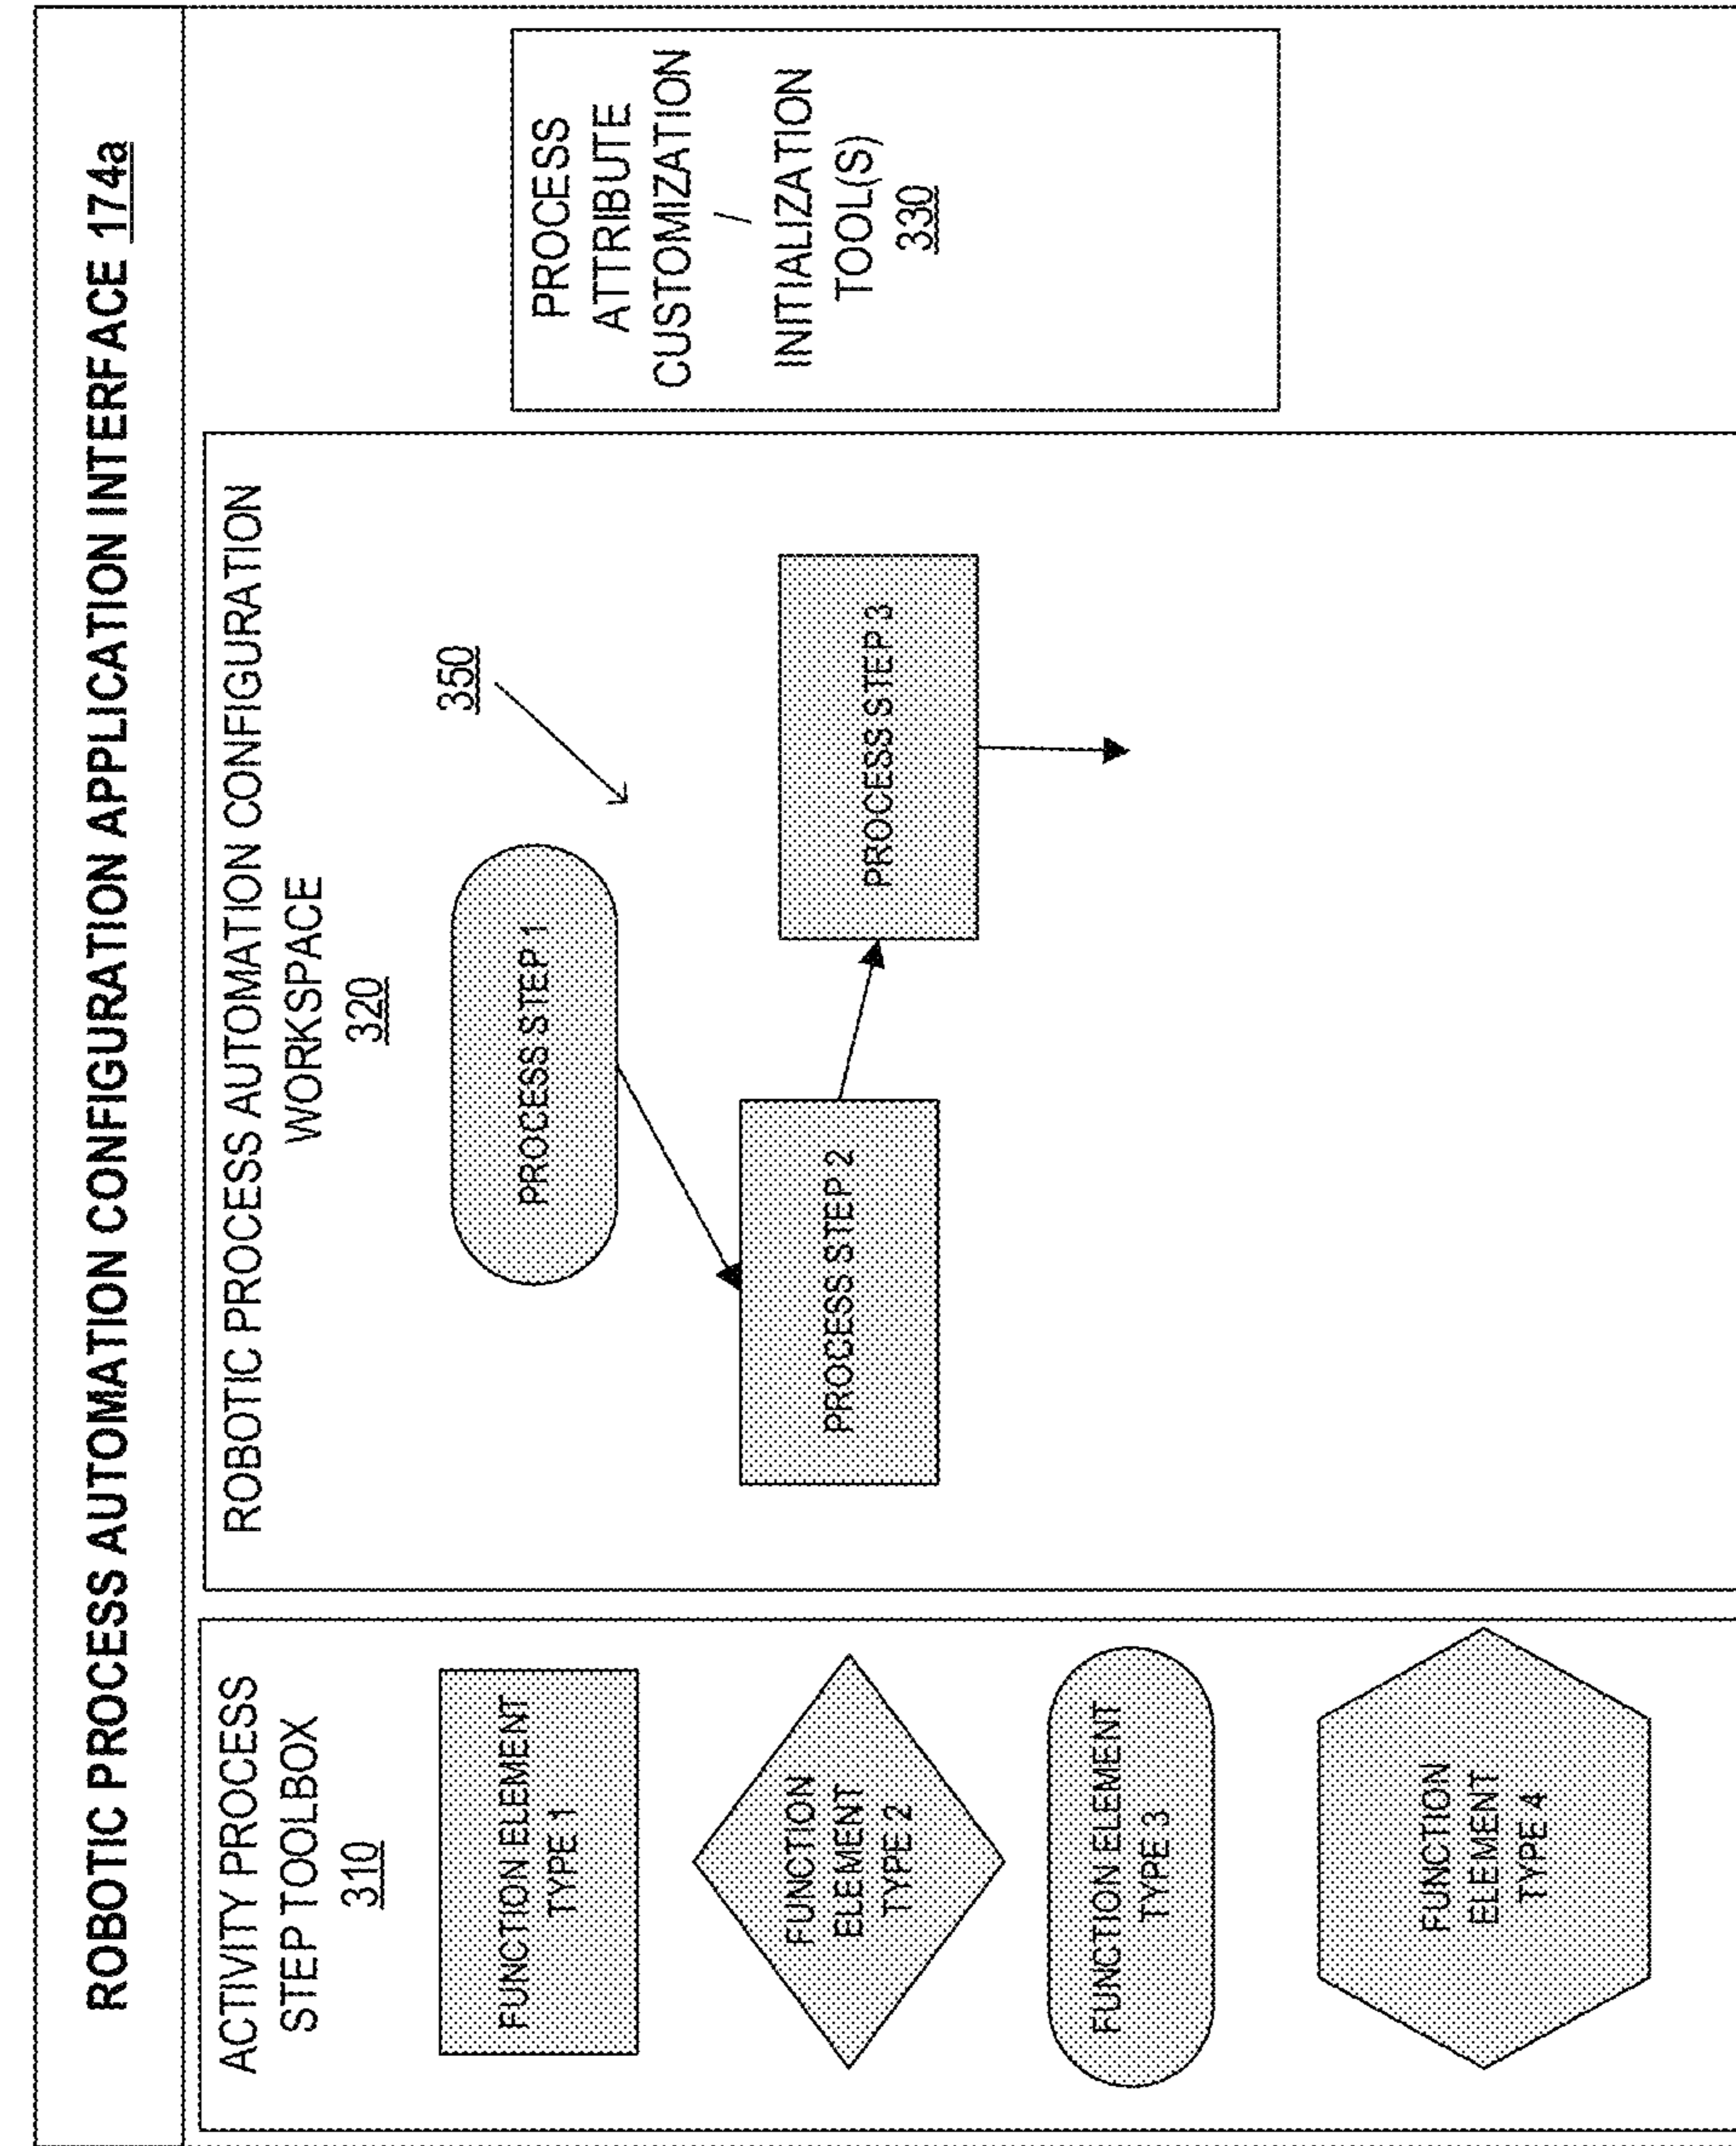 ROBOTIC PROCESS AUTOMATION CONFIGURATION APPLICATION INTERFACE 174a
ACTIVITY PROCESS
STEP TOOLBOX
310
FUNCTION ELEMENT
TYPE 1
FUNCTION
ELEMENT
TYPE 2
FUNCTION ELEMENT
TYPE 3
FUNCTION
ELEMENT
TYPE 4
ROBOTIC PROCESS AUTOMATION CONFIGURATION
WORKSPACE
320
350
PROCESS STEP 1
PROCESS STEP 2
PROCESS STEP 3
PROCESS
ATTRIBUTE
CUSTOMIZATION
/
INITIALIZATION
TOOL(S)
330